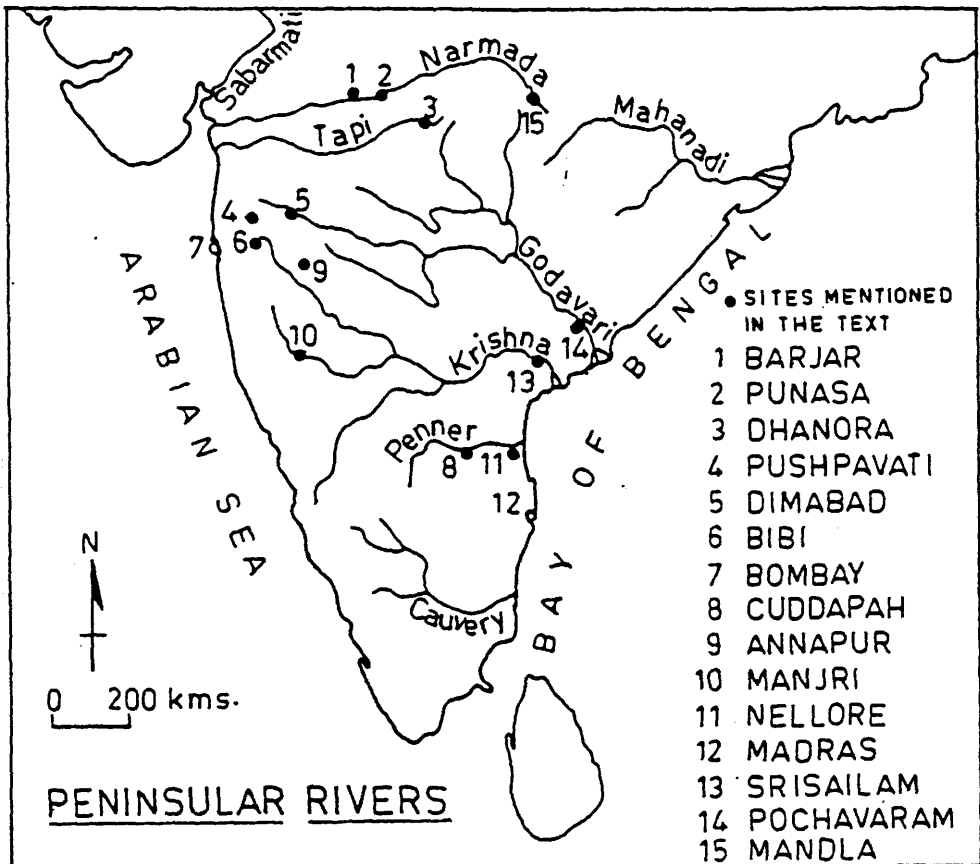 Sabarmati
Narmada
1
2
3
15
Tapi
Mahanadi
4
5
6
7
9
10
Godavari
Krishna
14
13
Penner
8
11
12
Cauvery
ARABIAN SEA
BAY OF BENGAL
N
0 200 kms.
PENINSULAR RIVERS
SITES MENTIONED
IN THE TEXT
1 BARJAR
2 PUNASA
3 DHANORA
4 PUSHPAVATI
5 DIMABAD
6 BIBI
7 BOMBAY
8 CUDDAPAH
9 ANNAPUR
10 MANJRI
11 NELLORE
12 MADRAS
13 SRISAILAM
14 POCHAVARAM
15 MANDLA